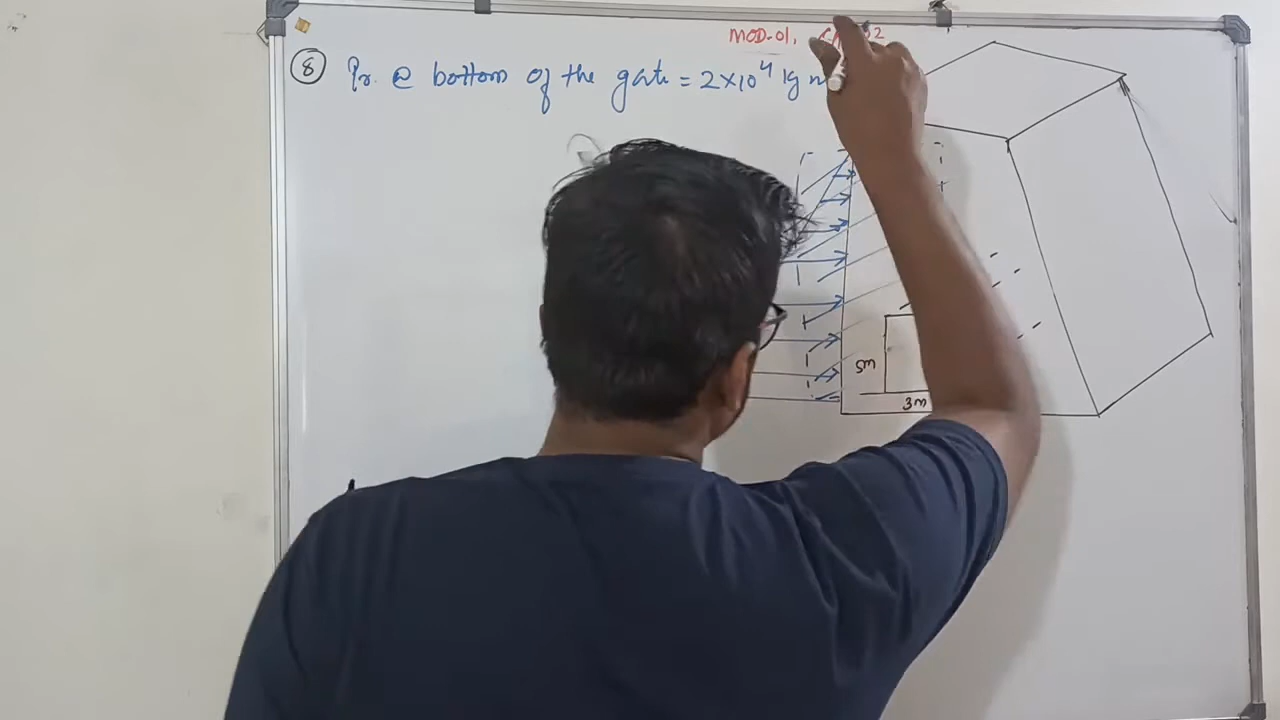 MOD-01,
8 Pr. @ bottom of the gate = 2×10⁴ kg
5m
3m